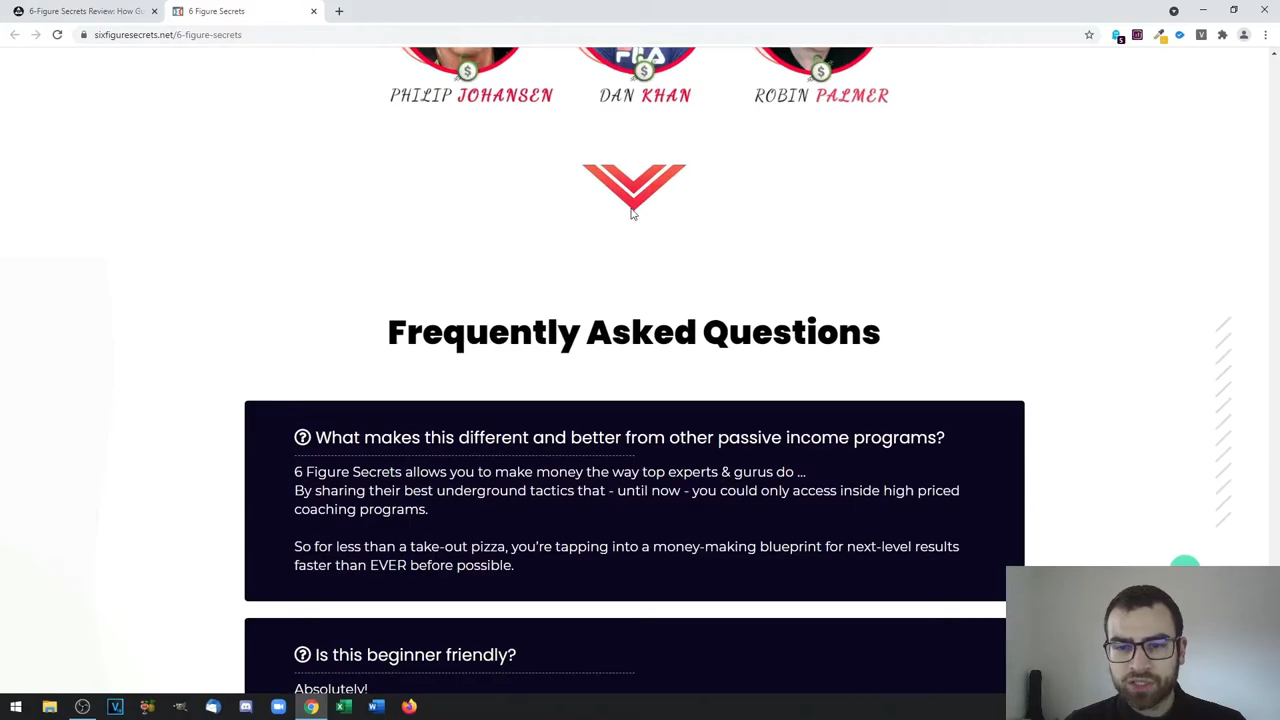 6-Figure Secrets Review: How Gu
6 Figure Secrets
sixfiguresecrets.net/6-figure-secrets
FILA
PHILIP JOHANSEN
DAN KHAN
ROBIN PALMER
Frequently Asked Questions
What makes this different and better from other passive income programs?
6 Figure Secrets allows you to make money the way top experts & gurus do ...
By sharing their best underground tactics that - until now - you could only access inside high priced
coaching programs.
So for less than a take-out pizza, you're tapping into a money-making blueprint for next-level results
faster than EVER before possible.
Is this beginner friendly?
Absolutely!